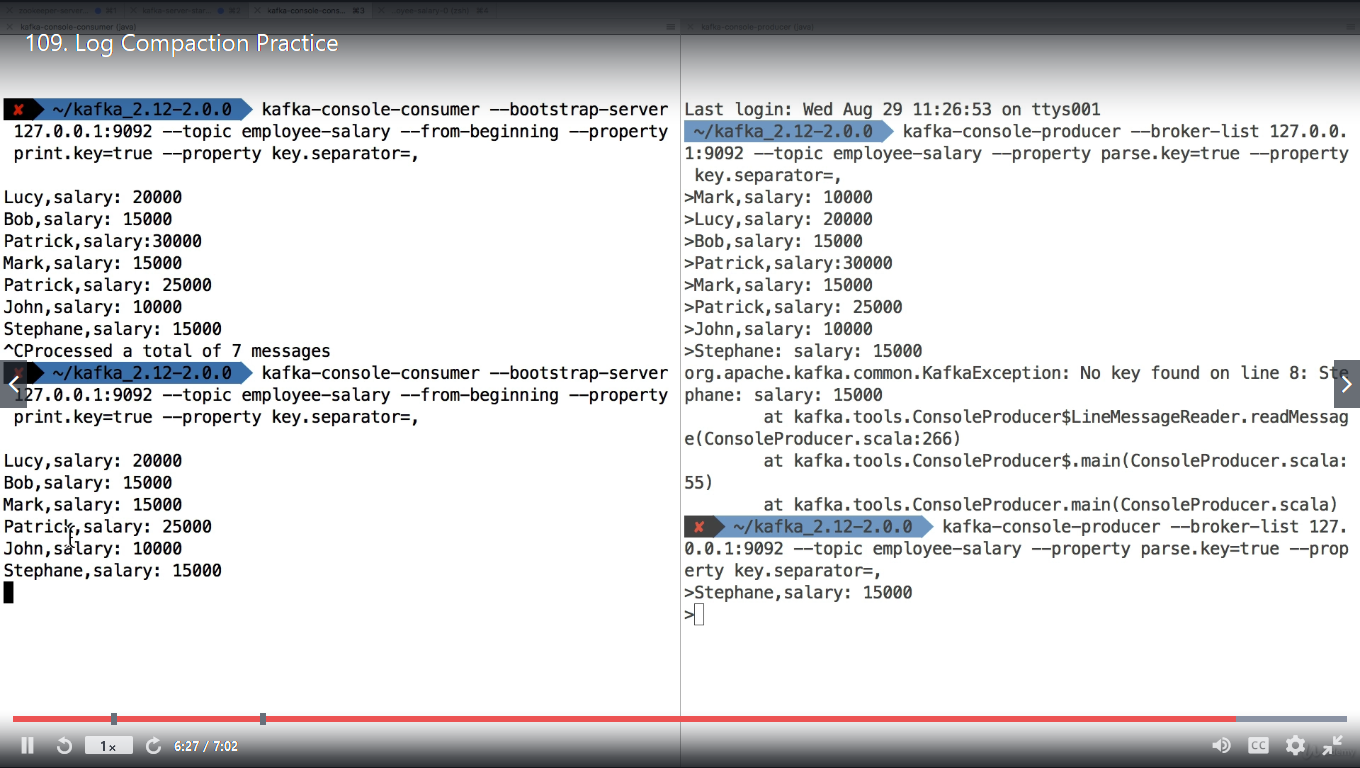 kafka-console-consumer (java)
kafka-console-producer (java)
109. Log Compaction Practice
✘ ~/kafka_2.12-2.0.0 kafka-console-consumer --bootstrap-server
127.0.0.1:9092 --topic employee-salary --from-beginning --property
print.key=true --property key.separator=,
Lucy,salary: 20000
Bob,salary: 15000
Patrick,salary:30000
Mark,salary: 15000
Patrick,salary: 25000
John,salary: 10000
Stephane,salary: 15000
^CProcessed a total of 7 messages
~/kafka_2.12-2.0.0 kafka-console-consumer --bootstrap-server
127.0.0.1:9092 --topic employee-salary --from-beginning --property
print.key=true --property key.separator=,
Lucy,salary: 20000
Bob,salary: 15000
Mark,salary: 15000
Patrick,salary: 25000
John,salary: 10000
Stephane,salary: 15000
Last login: Wed Aug 29 11:26:53 on ttys001
~/kafka_2.12-2.0.0 kafka-console-producer --broker-list 127.0.0.
1:9092 --topic employee-salary --property parse.key=true --property
key.separator=,
>Mark,salary: 10000
>Lucy,salary: 20000
>Bob,salary: 15000
>Patrick,salary:30000
>Mark,salary: 15000
>Patrick,salary: 25000
>John,salary: 10000
>Stephane: salary: 15000
org.apache.kafka.common.KafkaException: No key found on line 8: Ste
phane: salary: 15000
at kafka.tools.ConsoleProducer$LineMessageReader.readMessag
e(ConsoleProducer.scala:266)
at kafka.tools.ConsoleProducer$.main(ConsoleProducer.scala:
55)
at kafka.tools.ConsoleProducer.main(ConsoleProducer.scala)
✘ ~/kafka_2.12-2.0.0 kafka-console-producer --broker-list 127.
0.0.1:9092 --topic employee-salary --property parse.key=true --prop
erty key.separator=,
>Stephane,salary: 15000
>
1x
6:27 / 7:02
CC